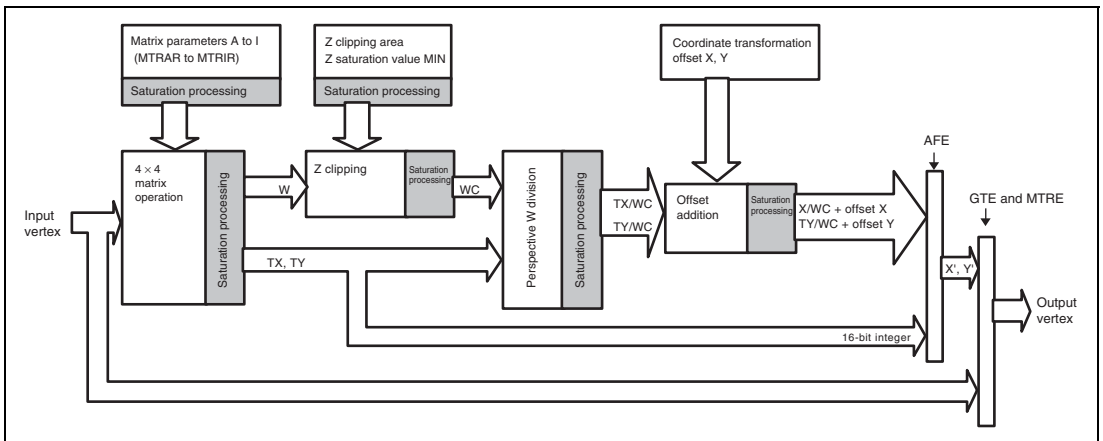 Matrix parameters A to I
(MTRAR to MTRIR)
Saturation processing
Z clipping area
Z saturation value MIN
Saturation processing
Coordinate transformation
offset X, Y
AFE
4 × 4
matrix
operation
Saturation processing
W
Z clipping
Saturation
processing
WC
Perspective W division
Saturation processing
TX/WC
TY/WC
Offset
addition
Saturation
processing
X/WC + offset X
TY/WC + offset Y
GTE and MTRE
Input
vertex
TX, TY
X', Y'
Output
vertex
16-bit integer